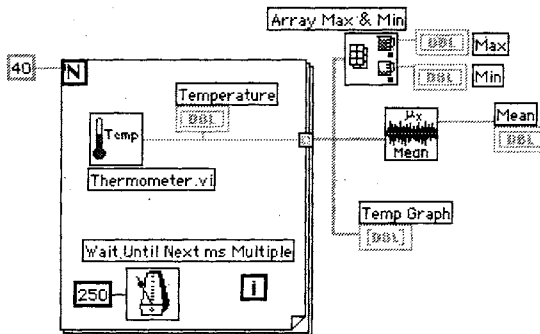 Array Max & Min
DBL
Max
DBL
Min
40
N
Temperature
DBL
Temp
Thermometer.vi
μx
Mean
Mean
DBL
Temp Graph
[DBL]
Wait Until Next ms Multiple
250
i